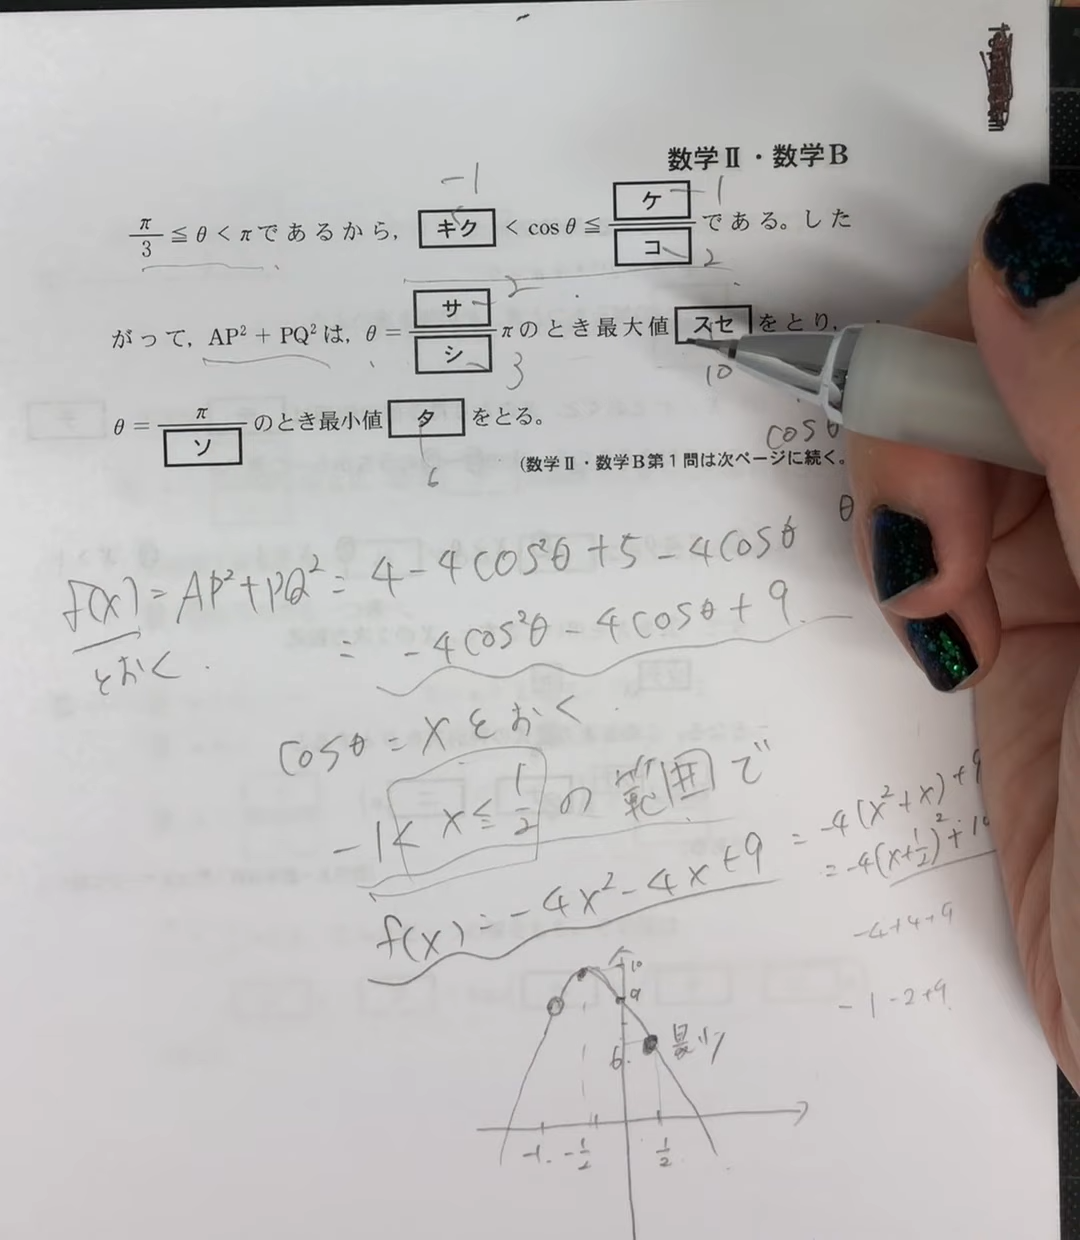 数学Ⅱ・数学B
-1
1
π/3 ≦ θ < π であるから, キク < cos θ ≦ ケ/コ である。した
2
2
がって, AP² + PQ² は, θ = サ/シ π のとき最大値 スセ をとり,
3
10
θ = π/ソ のとき最小値 タ をとる。
cosθ
6
(数学Ⅱ・数学B第1問は次ページに続く。
θ
f(x) = AP²+PQ² = 4-4cos²θ+5-4cosθ
とおく.
= -4cos²θ-4cosθ+9.
cosθ = x とおく.
-1 < x ≦ 1/2 の範囲で
f(x) = -4x²-4x+9
= -4(x²+x)+9
= -4(x+1/2)²+10
-4+4+9
-1-2+9
10
9
6
最小
-1
-1/2
1/2